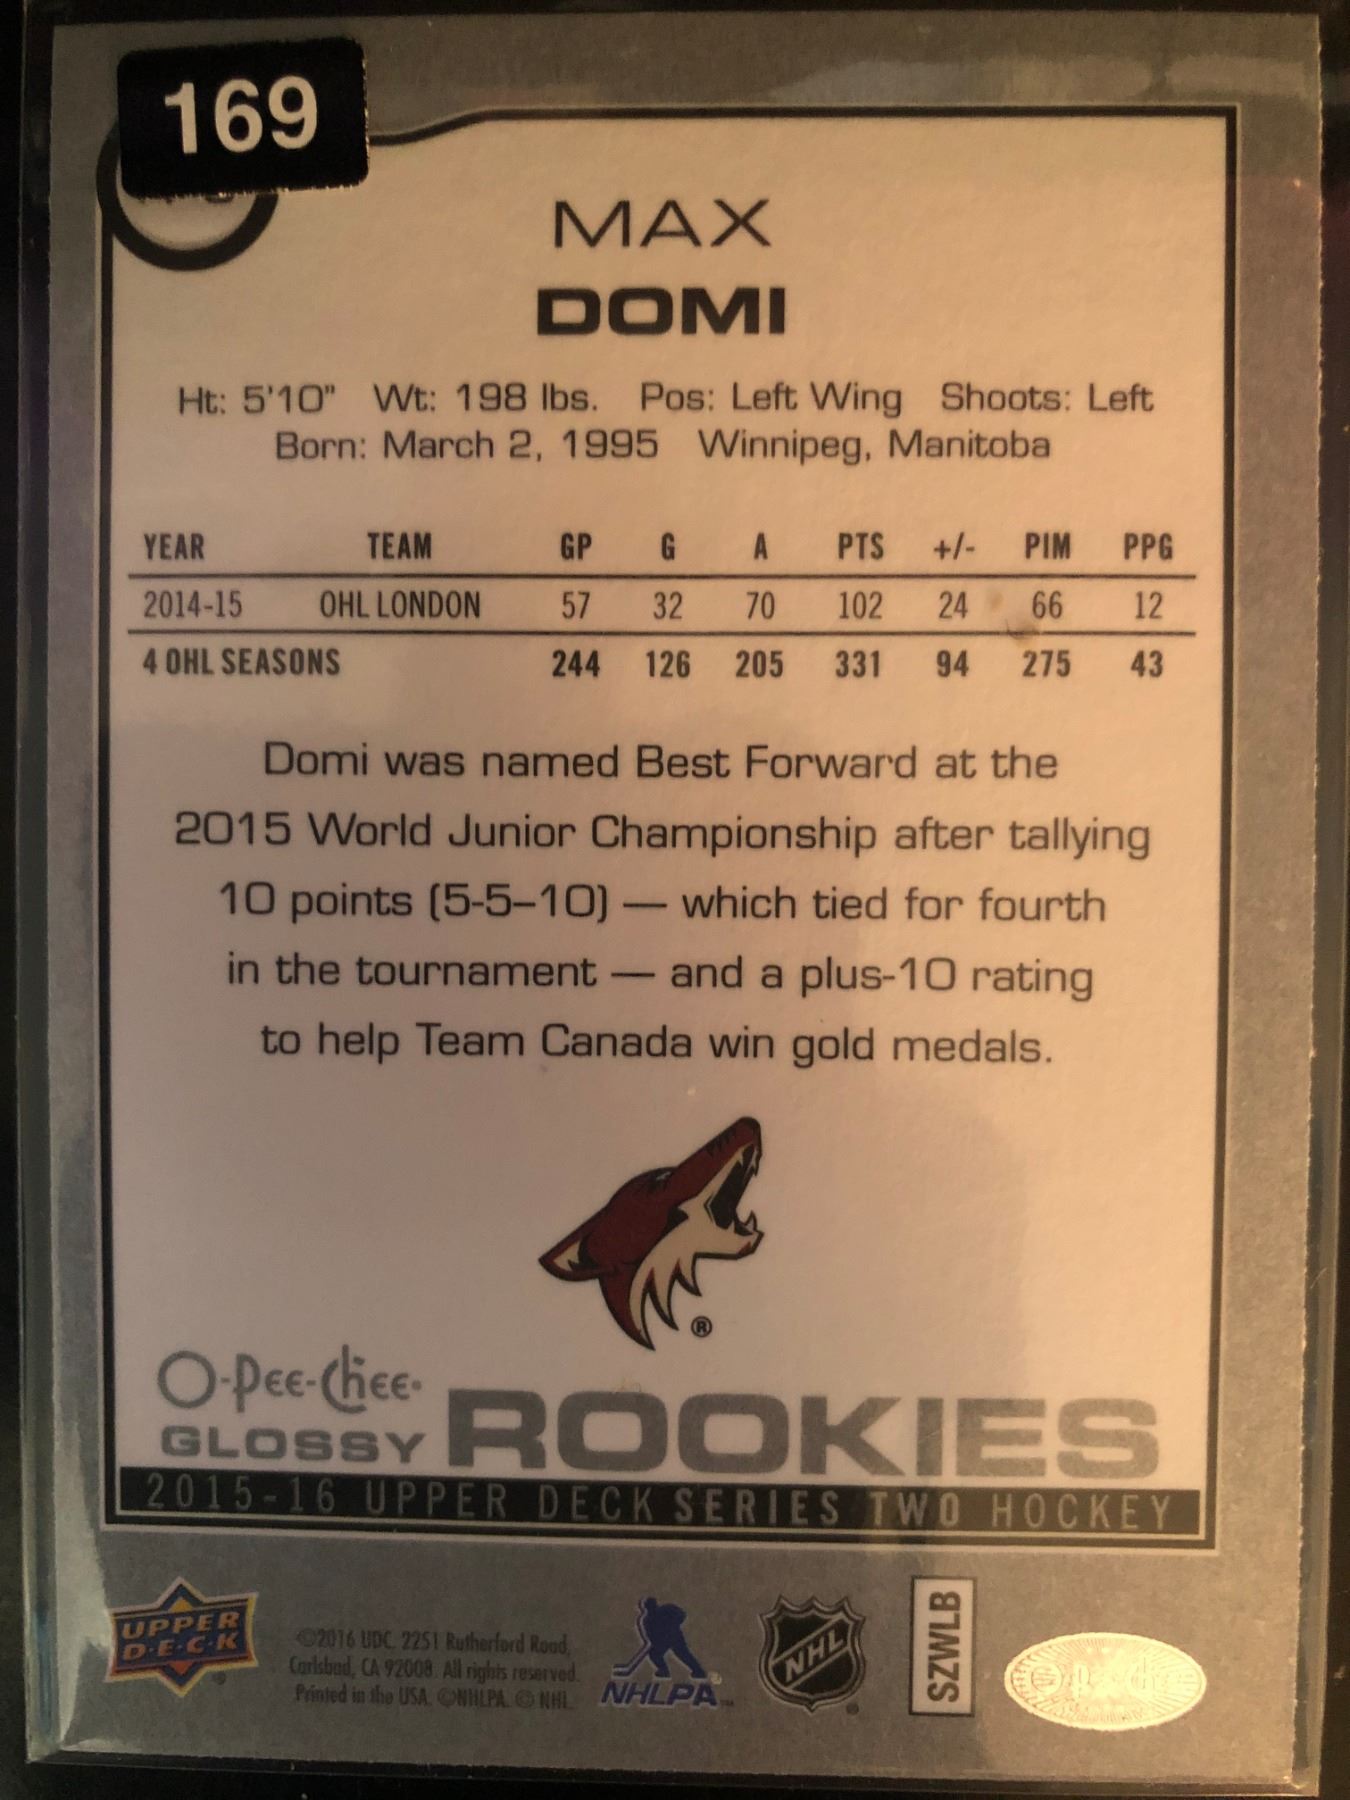 169
MAX
DOMI
Ht: 5'10" Wt: 198 lbs. Pos: Left Wing Shoots: Left
Born: March 2, 1995 Winnipeg, Manitoba
YEAR TEAM GP G A PTS +/- PIM PPG
2014-15 OHL LONDON 57 32 70 102 24 66 12
4 OHL SEASONS 244 126 205 331 94 275 43
Domi was named Best Forward at the
2015 World Junior Championship after tallying
10 points (5-5–10) — which tied for fourth
in the tournament — and a plus-10 rating
to help Team Canada win gold medals.
®
O-Pee-Chee
GLOSSY ROOKIES
2015-16 UPPER DECK SERIES TWO HOCKEY
UPPER
D·E·C·K
©2016 UDC, 2251 Rutherford Road,
Carlsbad, CA 92008. All rights reserved.
Printed in the USA. ©NHLPA. © NHL.
NHLPA™
NHL
SZWLB